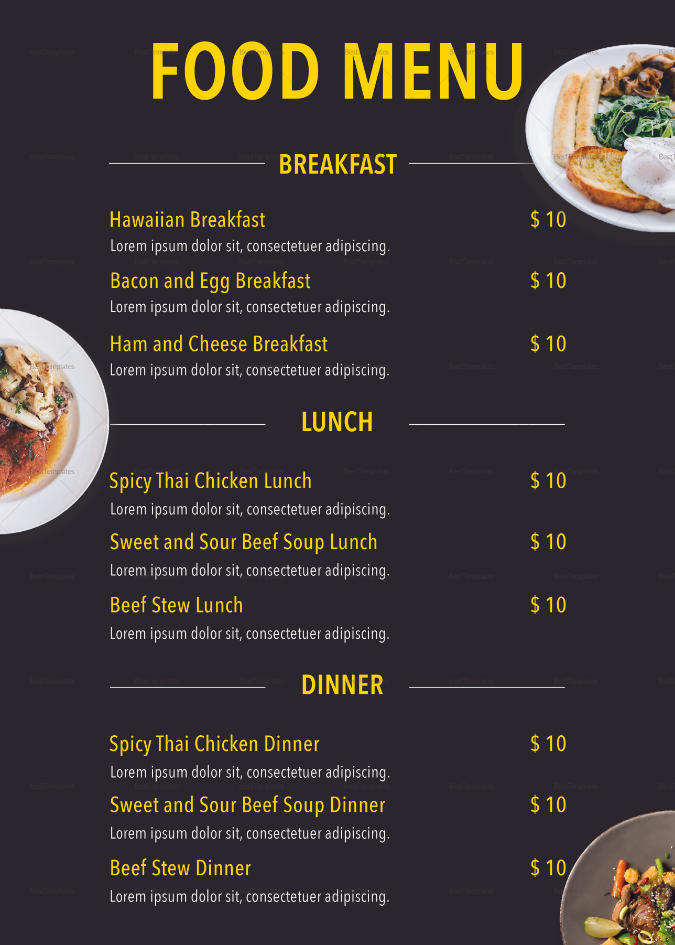 FOOD MENU
BREAKFAST
Hawaiian Breakfast $ 10
Lorem ipsum dolor sit, consectetuer adipiscing.
Bacon and Egg Breakfast $ 10
Lorem ipsum dolor sit, consectetuer adipiscing.
Ham and Cheese Breakfast $ 10
Lorem ipsum dolor sit, consectetuer adipiscing.
LUNCH
Spicy Thai Chicken Lunch $ 10
Lorem ipsum dolor sit, consectetuer adipiscing.
Sweet and Sour Beef Soup Lunch $ 10
Lorem ipsum dolor sit, consectetuer adipiscing.
Beef Stew Lunch $ 10
Lorem ipsum dolor sit, consectetuer adipiscing.
DINNER
Spicy Thai Chicken Dinner $ 10
Lorem ipsum dolor sit, consectetuer adipiscing.
Sweet and Sour Beef Soup Dinner $ 10
Lorem ipsum dolor sit, consectetuer adipiscing.
Beef Stew Dinner $ 10
Lorem ipsum dolor sit, consectetuer adipiscing.